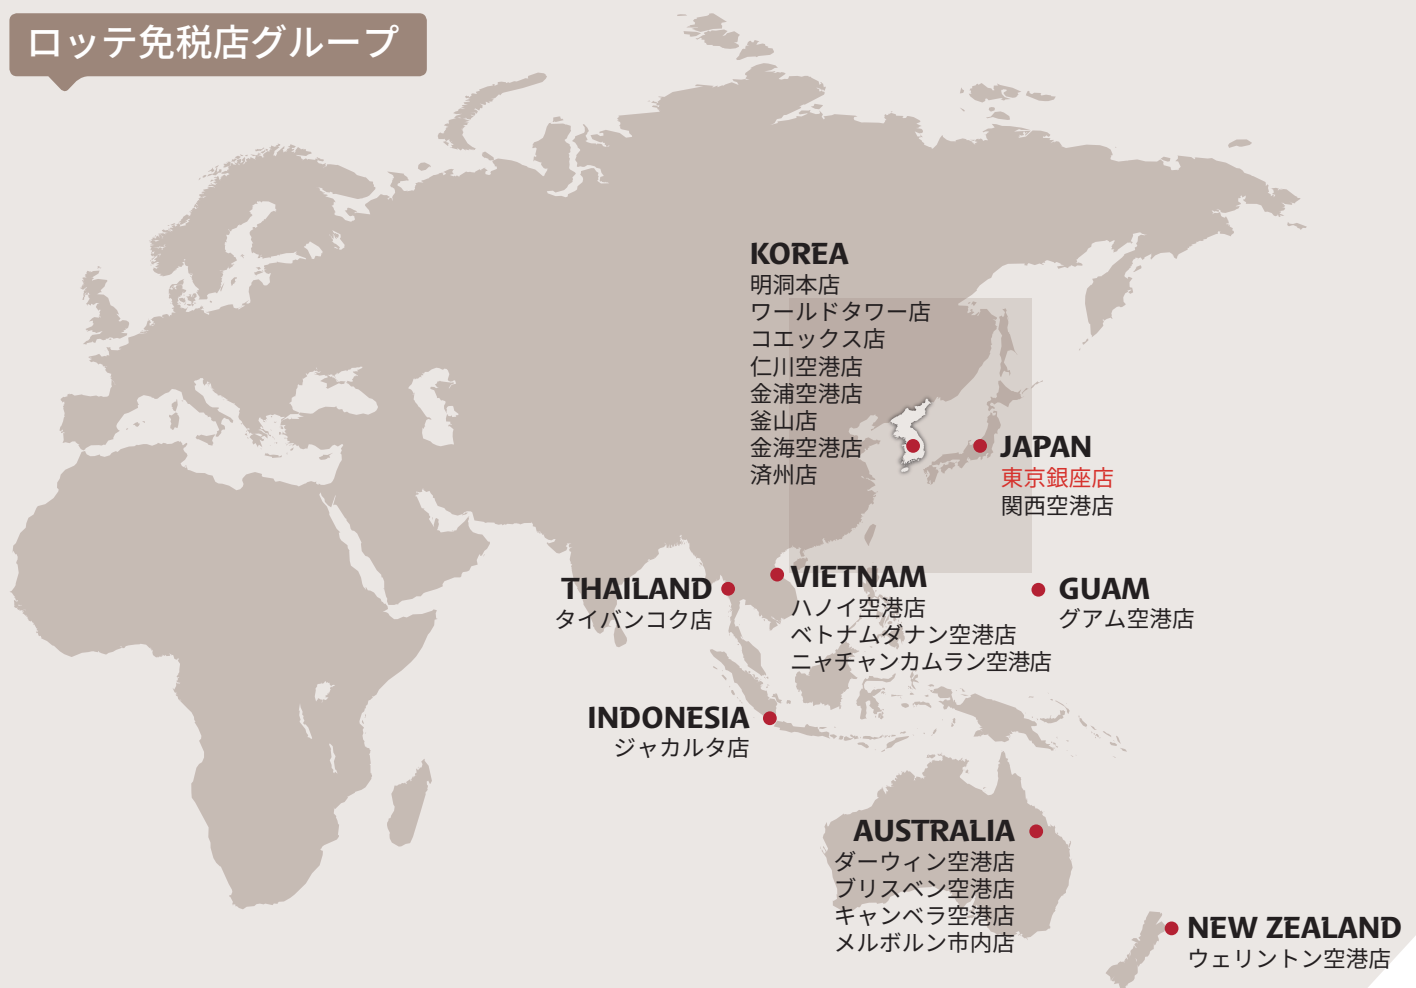 ロッテ免税店グループ
KOREA
明洞本店
ワールドタワー店
コエックス店
仁川空港店
金浦空港店
釜山店
金海空港店
済州店
JAPAN
東京銀座店
関西空港店
THAILAND
タイバンコク店
VIETNAM
ハノイ空港店
ベトナムダナン空港店
ニャチャンカムラン空港店
GUAM
グアム空港店
INDONESIA
ジャカルタ店
AUSTRALIA
ダーウィン空港店
ブリスベン空港店
キャンベラ空港店
メルボルン市内店
NEW ZEALAND
ウェリントン空港店